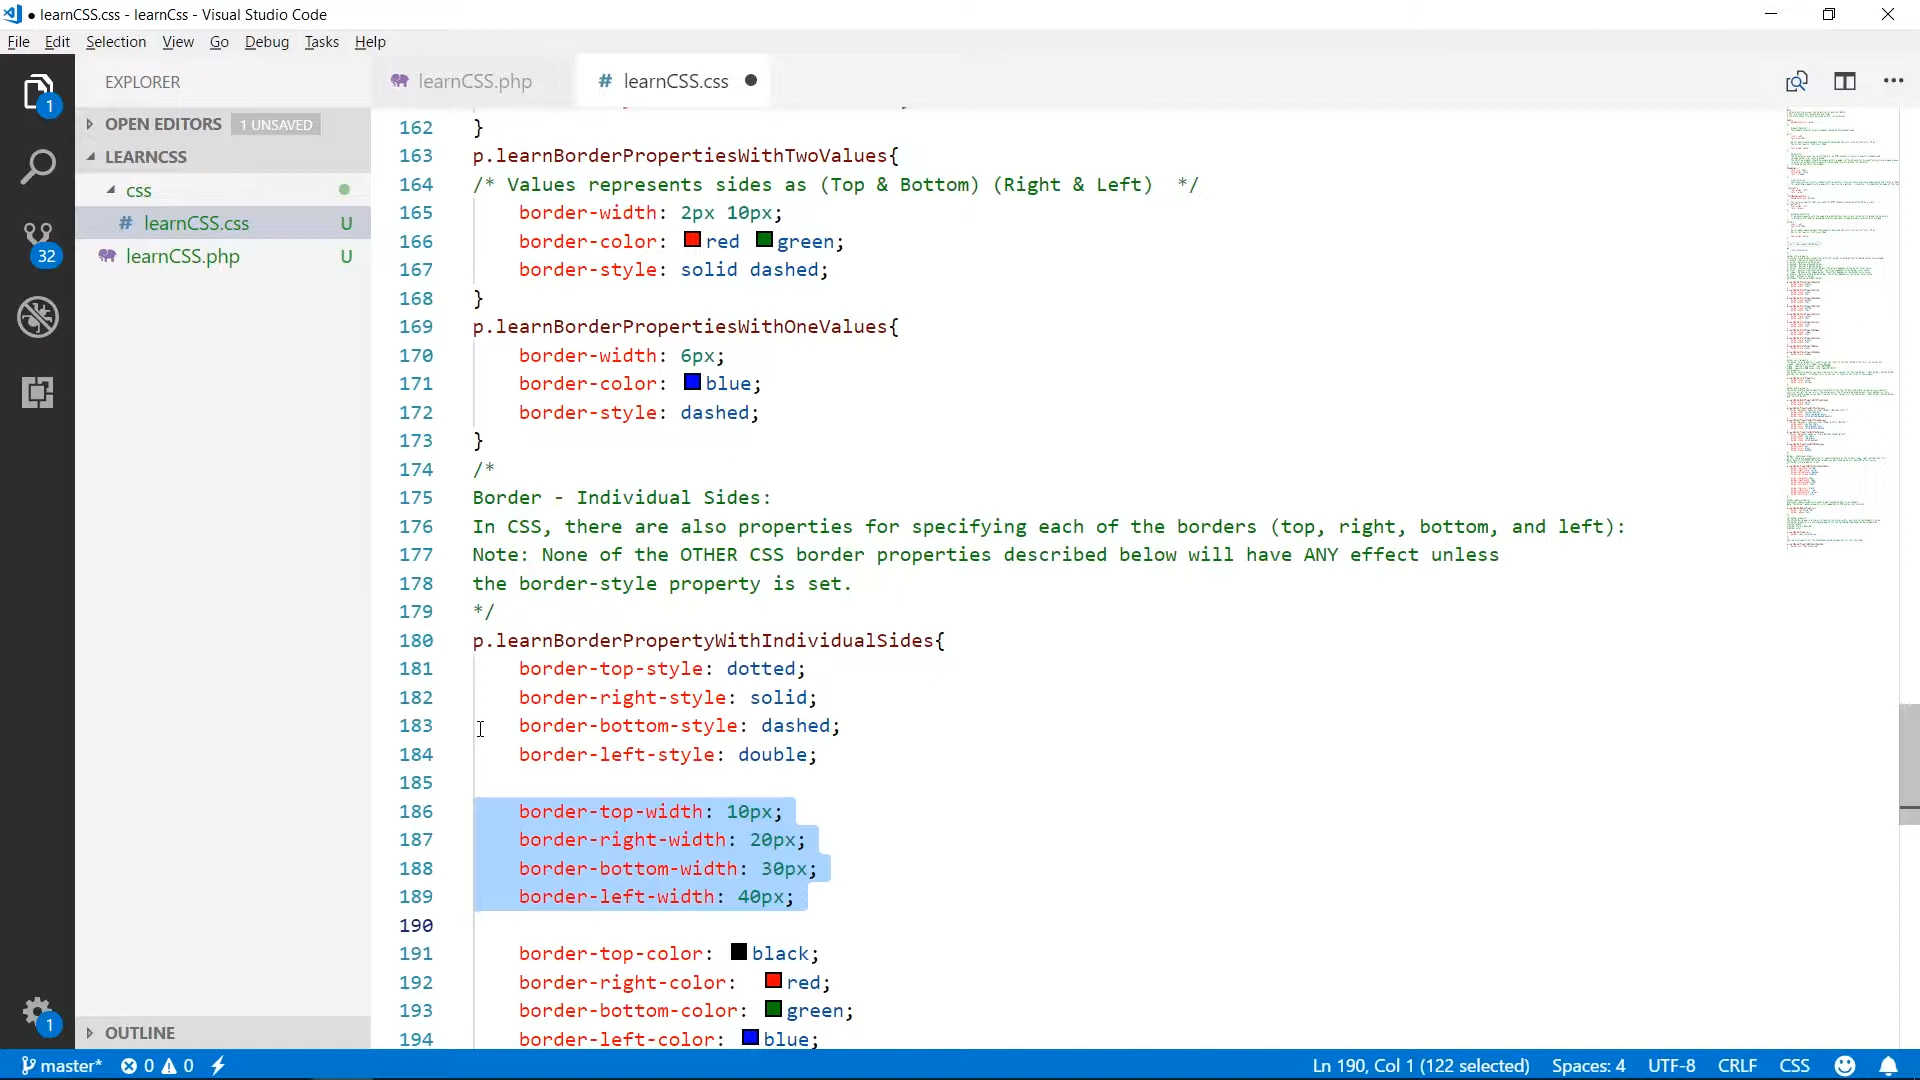 ● learnCSS.css - learnCss - Visual Studio Code
File Edit Selection View Go Debug Tasks Help
EXPLORER
learnCSS.php
# learnCSS.css ●
OPEN EDITORS 1 UNSAVED
LEARNCSS
css
# learnCSS.css U
learnCSS.php U
1
32
162 }
163 p.learnBorderPropertiesWithTwoValues{
164 /* Values represents sides as (Top & Bottom) (Right & Left)  */
165 border-width: 2px 10px;
166 border-color: red green;
167 border-style: solid dashed;
168 }
169 p.learnBorderPropertiesWithOneValues{
170 border-width: 6px;
171 border-color: blue;
172 border-style: dashed;
173 }
174 /*
175 Border - Individual Sides:
176 In CSS, there are also properties for specifying each of the borders (top, right, bottom, and left):
177 Note: None of the OTHER CSS border properties described below will have ANY effect unless
178 the border-style property is set.
179 */
180 p.learnBorderPropertyWithIndividualSides{
181 border-top-style: dotted;
182 border-right-style: solid;
183 border-bottom-style: dashed;
184 border-left-style: double;
185
186 border-top-width: 10px;
187 border-right-width: 20px;
188 border-bottom-width: 30px;
189 border-left-width: 40px;
190
191 border-top-color: black;
192 border-right-color: red;
193 border-bottom-color: green;
194 border-left-color: blue;
1
OUTLINE
master* 0 0 Ln 190, Col 1 (122 selected) Spaces: 4 UTF-8 CRLF CSS